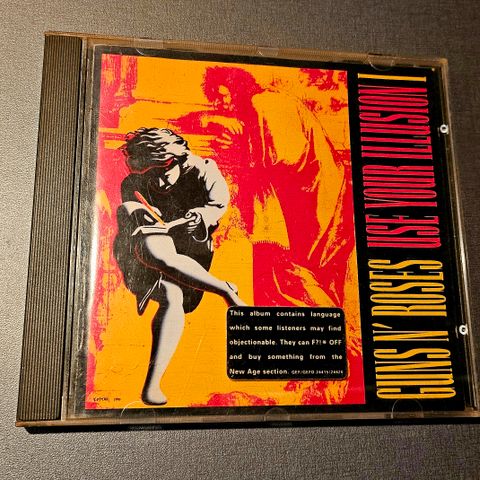 GUNS N' ROSES
USE YOUR ILLUSION I
This album contains language
which some listeners may find
objectionable. They can F?!* OFF
and buy something from the
New Age section.